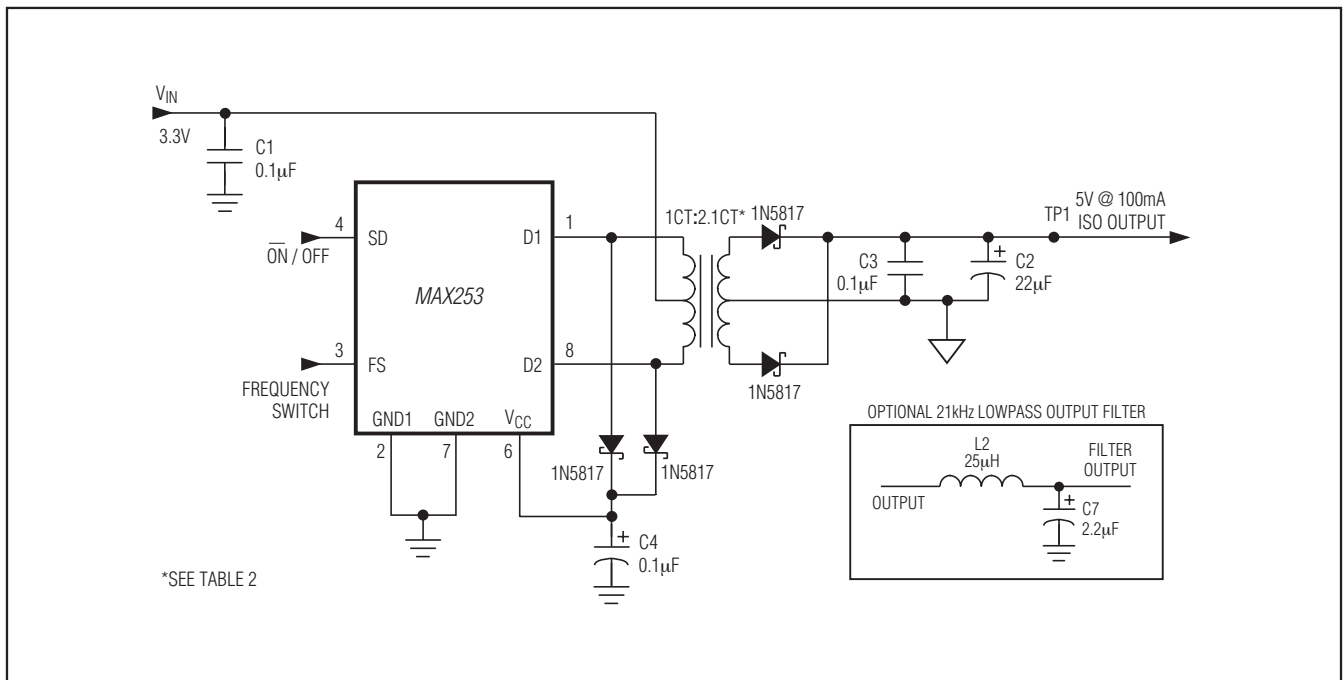 VIN
3.3V
C1
0.1μF
4
SD
ON / OFF
MAX253
3
FS
FREQUENCY
SWITCH
GND1
GND2
VCC
2
7
6
D1
1
D2
8
1CT:2.1CT*
1N5817
1N5817
1N5817
1N5817
C4
0.1μF
C3
0.1μF
C2
22μF
TP1
5V @ 100mA
ISO OUTPUT
OPTIONAL 21kHz LOWPASS OUTPUT FILTER
L2
25μH
OUTPUT
FILTER
OUTPUT
C7
2.2μF
*SEE TABLE 2